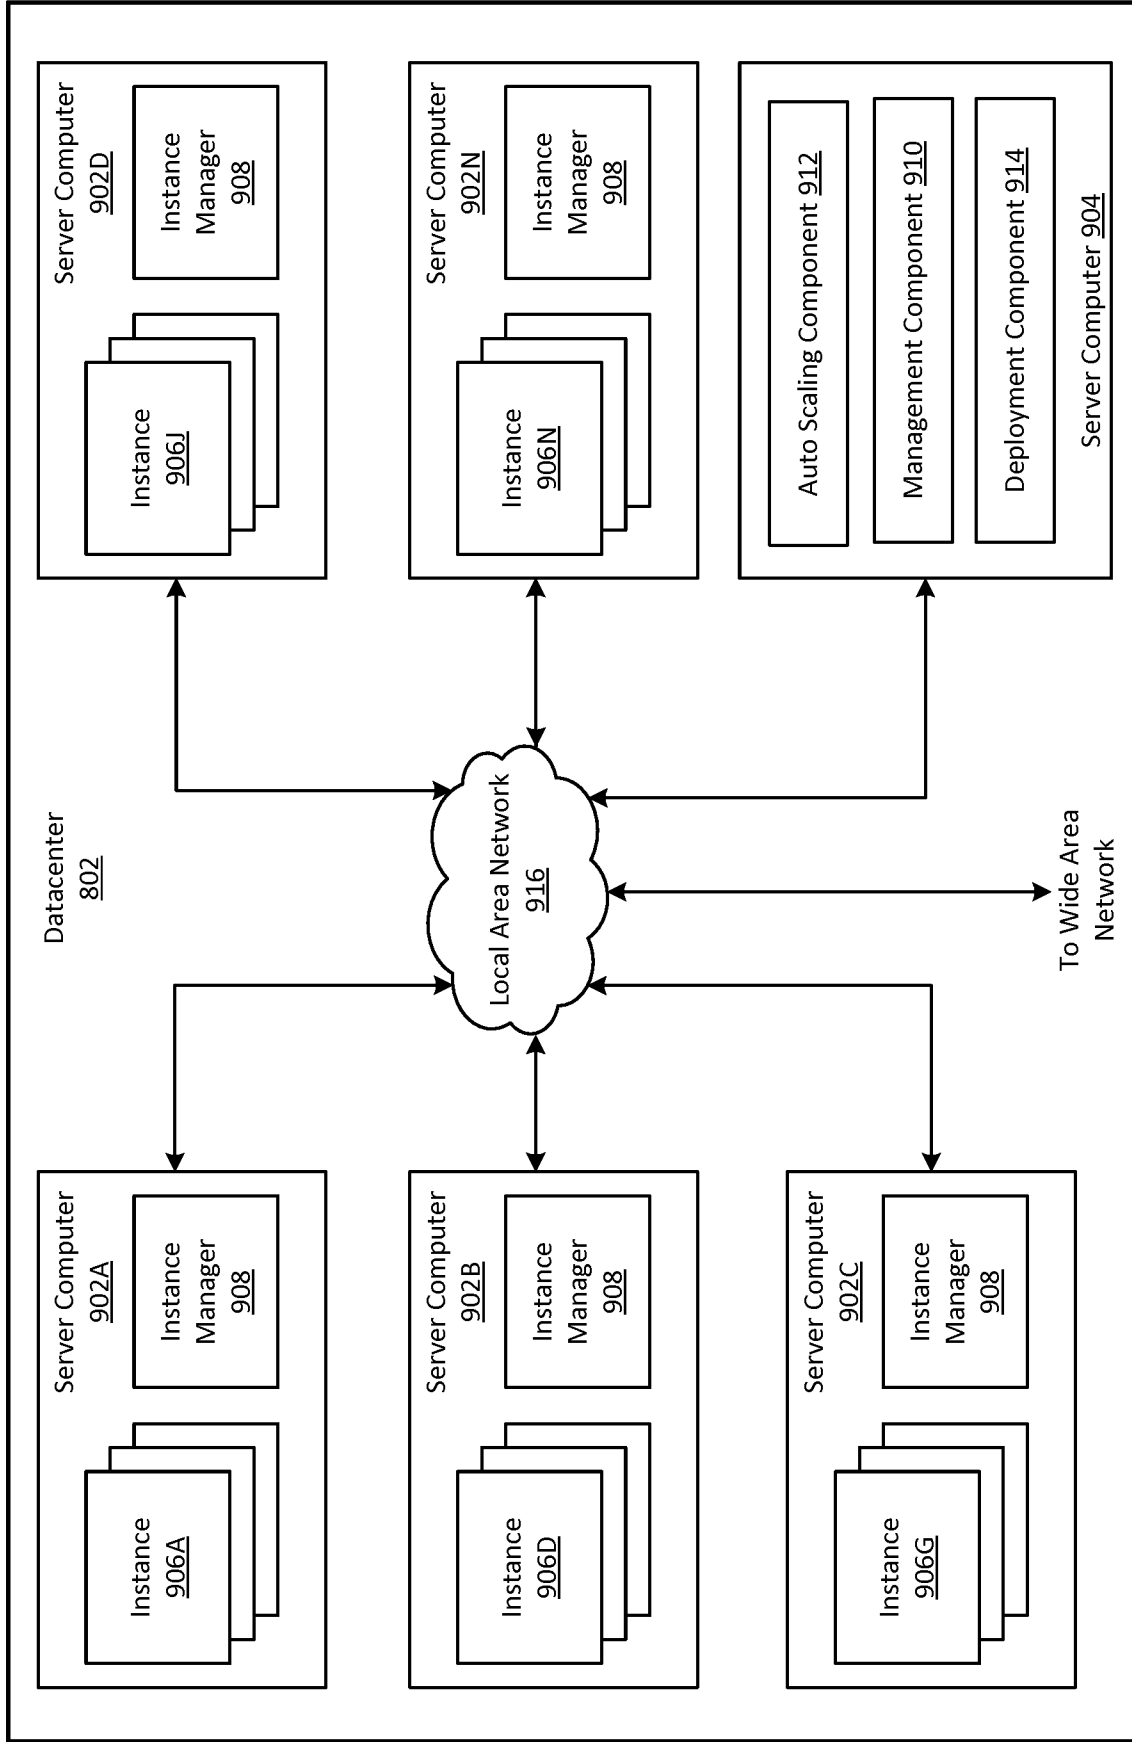 Datacenter
802
Server Computer
902A
Instance
906A
Instance
Manager
908
Server Computer
902B
Instance
906D
Instance
Manager
908
Server Computer
902C
Instance
906G
Instance
Manager
908
Local Area Network
916
To Wide Area
Network
Server Computer
902D
Instance
906J
Instance
Manager
908
Server Computer
902N
Instance
906N
Instance
Manager
908
Auto Scaling Component 912
Management Component 910
Deployment Component 914
Server Computer 904